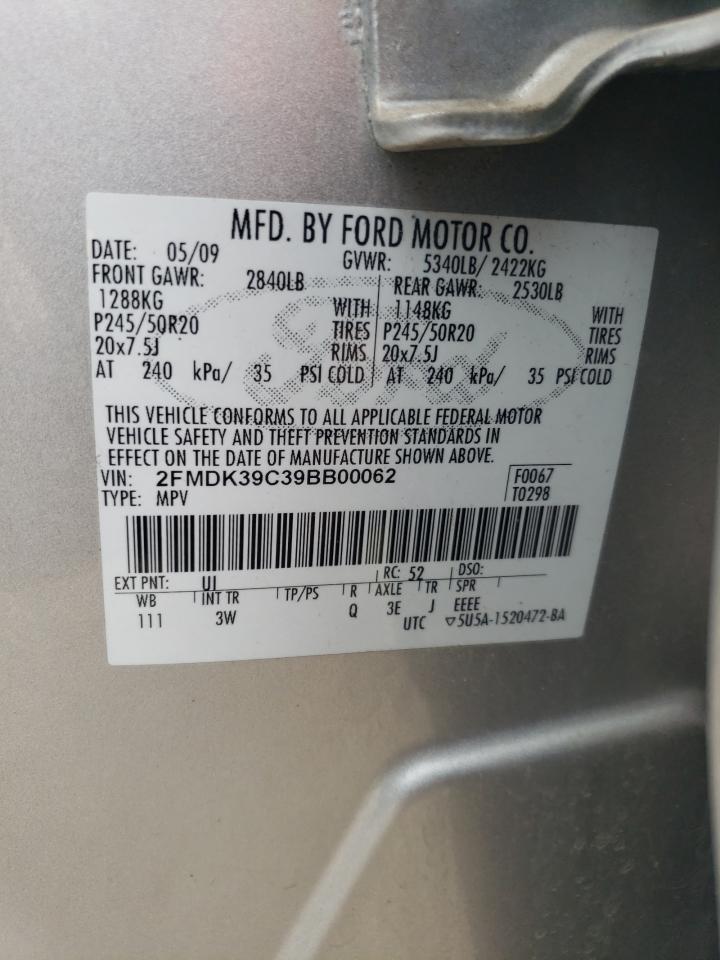 MFD. BY FORD MOTOR CO.
DATE: 05/09 GVWR: 5340LB/ 2422KG
FRONT GAWR: 2840LB REAR GAWR: 2530LB
1288KG WITH 1148KG WITH
P245/50R20 TIRES P245/50R20 TIRES
20x7.5J RIMS 20x7.5J RIMS
AT 240 kPa/ 35 PSI COLD AT 240 kPa/ 35 PSI COLD
Ford
THIS VEHICLE CONFORMS TO ALL APPLICABLE FEDERAL MOTOR
VEHICLE SAFETY AND THEFT PREVENTION STANDARDS IN
EFFECT ON THE DATE OF MANUFACTURE SHOWN ABOVE.
VIN: 2FMDK39C39BB00062 F0067
TYPE: MPV T0298
EXT PNT: UI RC: 52 DSO:
WB INT TR TP/PS R AXLE TR SPR
111 3W Q 3E J EEEE
UTC ▽5U5A-1520472-BA